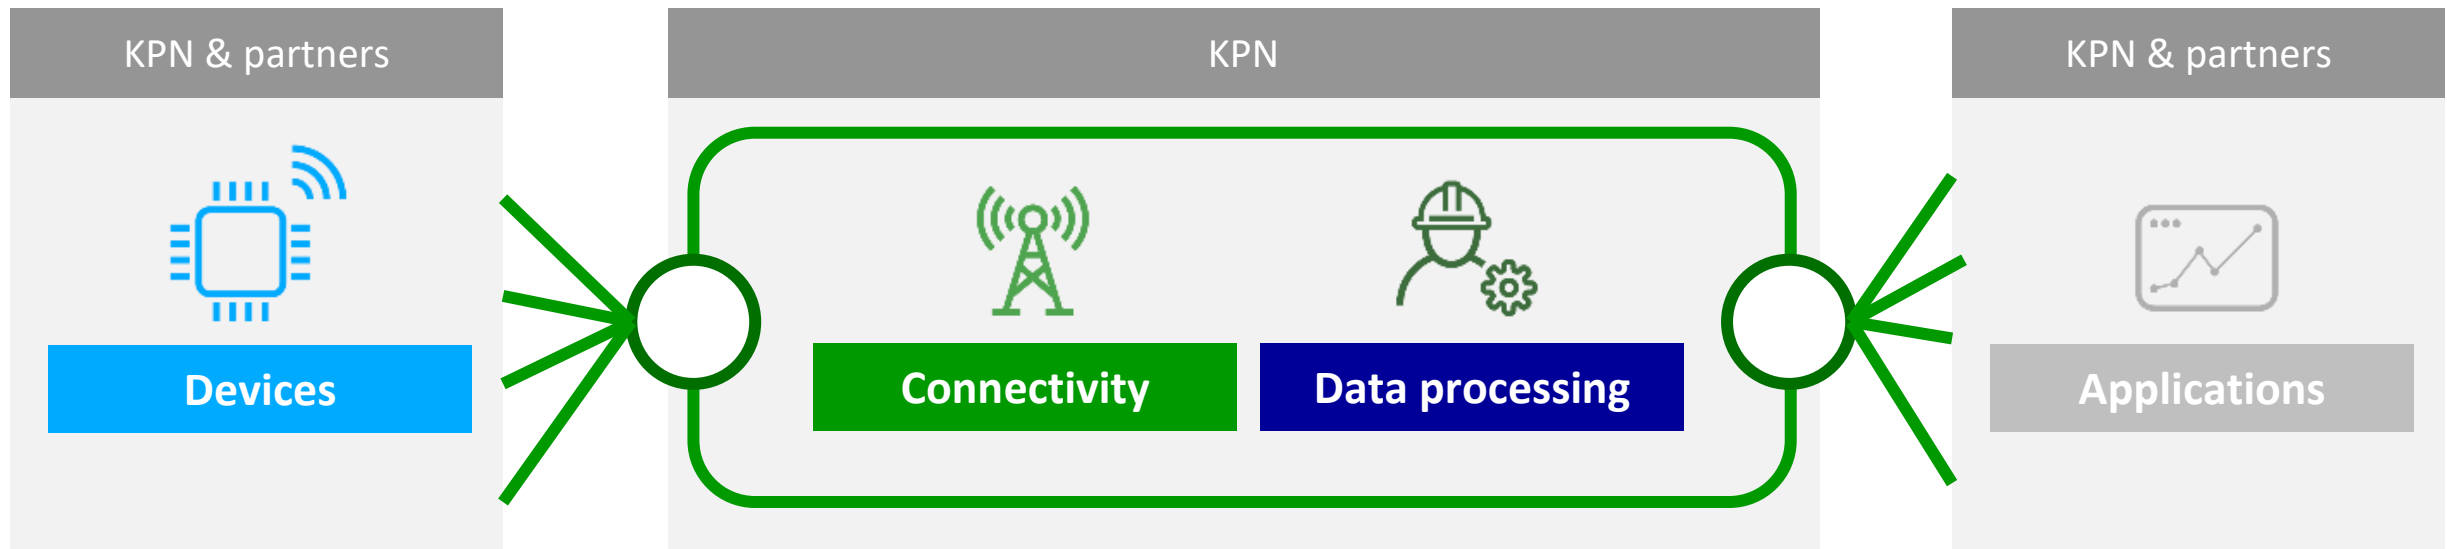 KPN & partners
KPN
KPN & partners
Devices
Connectivity
Data processing
Applications